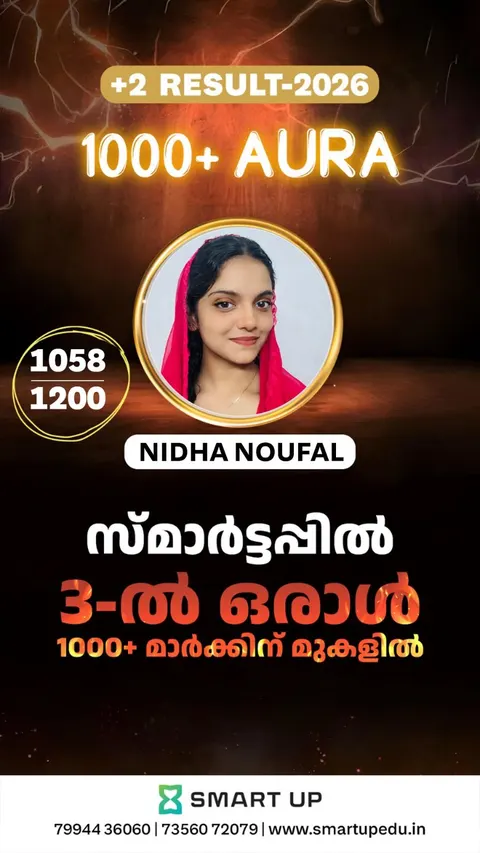 +2 RESULT-2026
1000+ AURA
1058
1200
NIDHA NOUFAL
സ്മാർട്ടപ്പിൽ
3-ൽ ഒരാൾ
1000+ മാർക്കിന് മുകളിൽ
SMART UP
79944 36060 | 73560 72079 | www.smartupedu.in